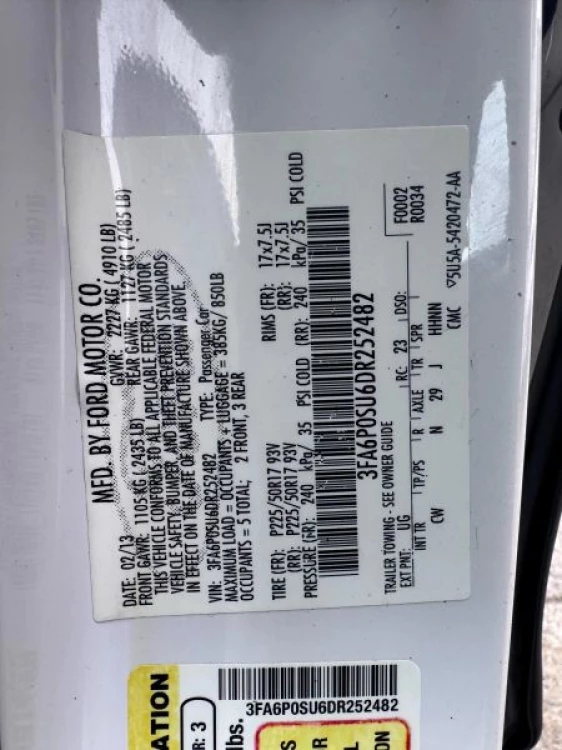 MFD. BY FORD MOTOR CO.
DATE: 02/13 GAWR: 2227 KG ( 4910 LB)
FRONT GAWR: 1105 KG ( 2435 LB) REAR GAWR: 1127 KG ( 2485 LB)
THIS VEHICLE CONFORMS TO ALL APPLICABLE FEDERAL MOTOR
VEHICLE SAFETY, BUMPER, AND THEFT PREVENTION STANDARDS
IN EFFECT ON THE DATE OF MANUFACTURE SHOWN ABOVE.
VIN: 3FA6P0SU6DR252482 TYPE: Passenger Car
MAXIMUM LOAD = OCCUPANTS + LUGGAGE = 385KG/ 850LB
OCCUPANTS = 5 TOTAL; 2 FRONT, 3 REAR
TIRE (FR): P225/50R17 93V RIMS (FR): 17x7.5J
(RR): P225/50R17 93V (RR): 17x7.5J
PRESSURE (FR): 240 kPa/ 35 PSI COLD (RR): 240 kPa/ 35 PSI COLD
3FA6P0SU6DR252482
F0002
R0034
TRAILER TOWING - SEE OWNER GUIDE
EXT PNT: UG RC: 23 DSO:
INT TR TP/PS R AXLE TR SPR
CW N 29 J HHNNN
CMC 5U5A-5420472-AA
3FA6P0SU6DR252482
ATION
R: 3
lbs.